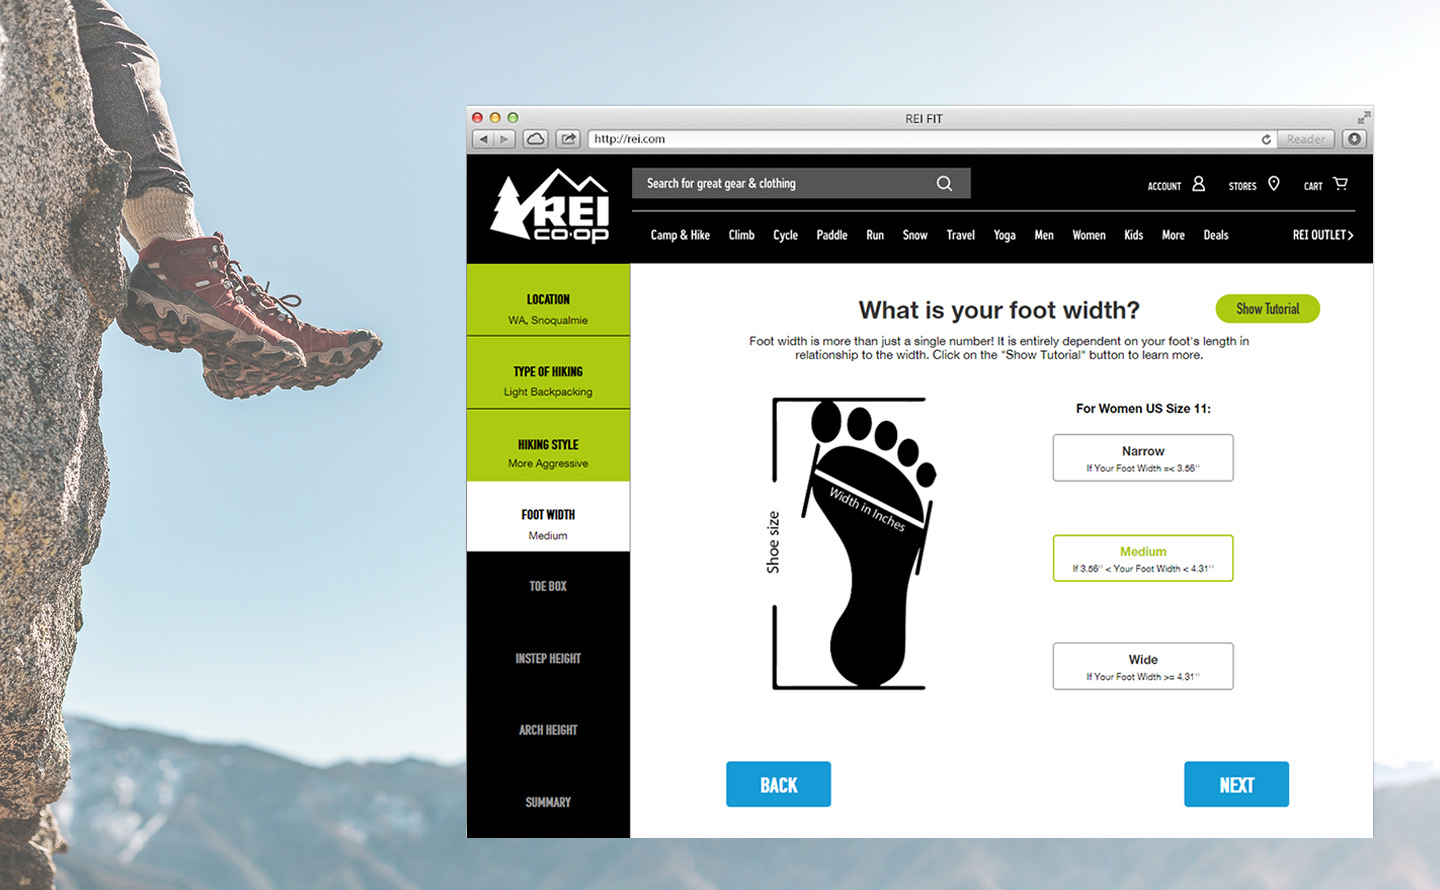 REI FIT
http://rei.com
Reader
REI
co·op
Search for great gear & clothing
ACCOUNT
STORES
CART
Camp & Hike Climb Cycle Paddle Run Snow Travel Yoga Men Women Kids More Deals REI OUTLET
LOCATION
WA, Snoqualmie
TYPE OF HIKING
Light Backpacking
HIKING STYLE
More Aggressive
FOOT WIDTH
Medium
TOE BOX
INSTEP HEIGHT
ARCH HEIGHT
SUMMARY
What is your foot width?
Show Tutorial
Foot width is more than just a single number! It is entirely dependent on your foot's length in
relationship to the width. Click on the "Show Tutorial" button to learn more.
Shoe size
Width in Inches
For Women US Size 11:
Narrow
If Your Foot Width =< 3.56''
Medium
If 3.56'' < Your Foot Width < 4.31''
Wide
If Your Foot Width >= 4.31''
BACK
NEXT